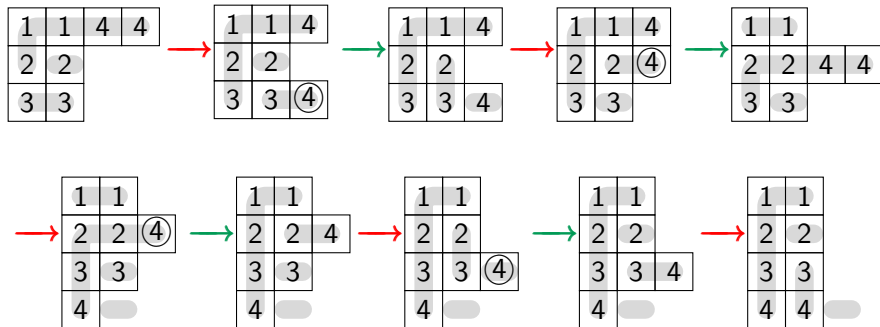 1 1 4 4 1 1 4 1 1 4 1 1 4 1 1
2 2 2 2 2 2 2 2 4 2 2 4 4
3 3 3 3 4 3 3 4 3 3 3 3
1 1 1 1 1 1 1 1 1 1
2 2 4 2 2 4 2 2 2 2 2 2
3 3 3 3 3 3 4 3 3 4 3 3
4 4 4 4 4 4